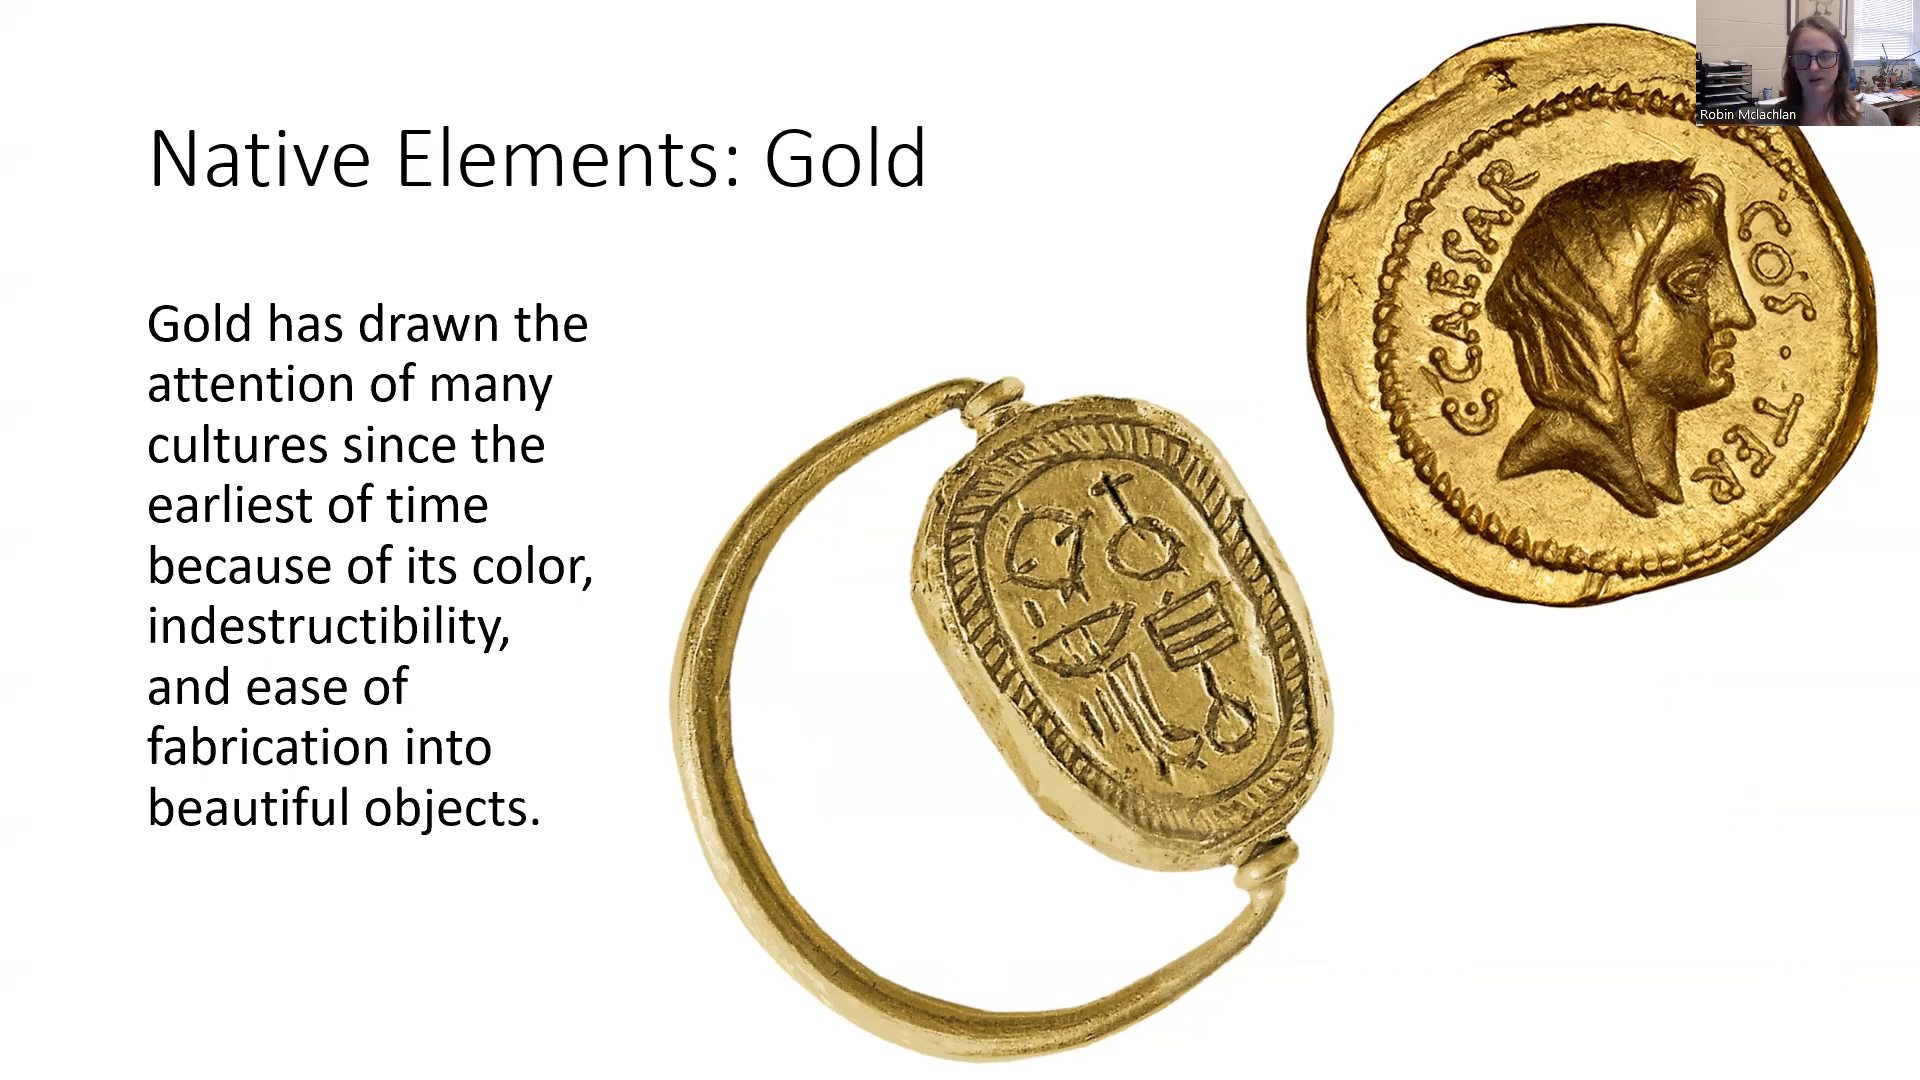 Native Elements: Gold
Gold has drawn the
attention of many
cultures since the
earliest of time
because of its color,
indestructibility,
and ease of
fabrication into
beautiful objects.
C·CAESAR
COS·TER
Robin Mclachlan